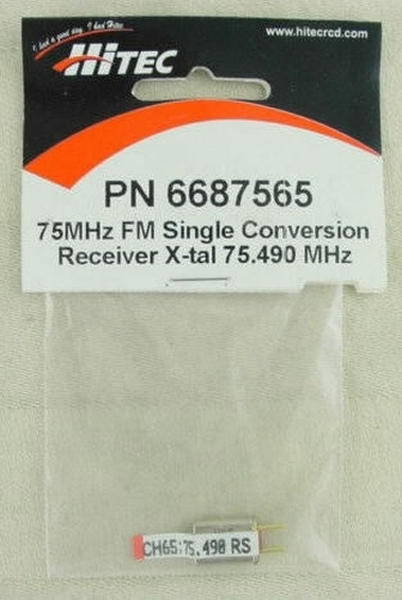 I had a good day, I had Hitec
HiTEC
www.hitecrcd.com
PN 6687565
75MHz FM Single Conversion
Receiver X-tal 75.490 MHz
CH65:75.490 RS